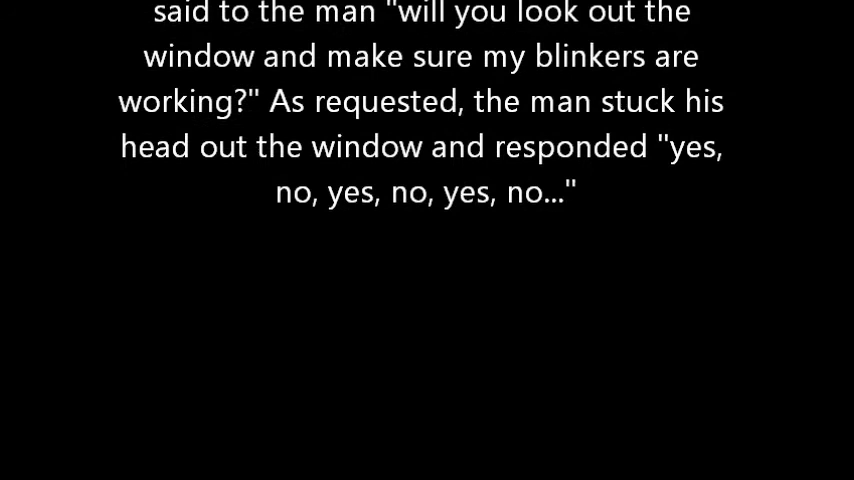 said to the man "will you look out the
window and make sure my blinkers are
working?" As requested, the man stuck his
head out the window and responded "yes,
no, yes, no, yes, no..."